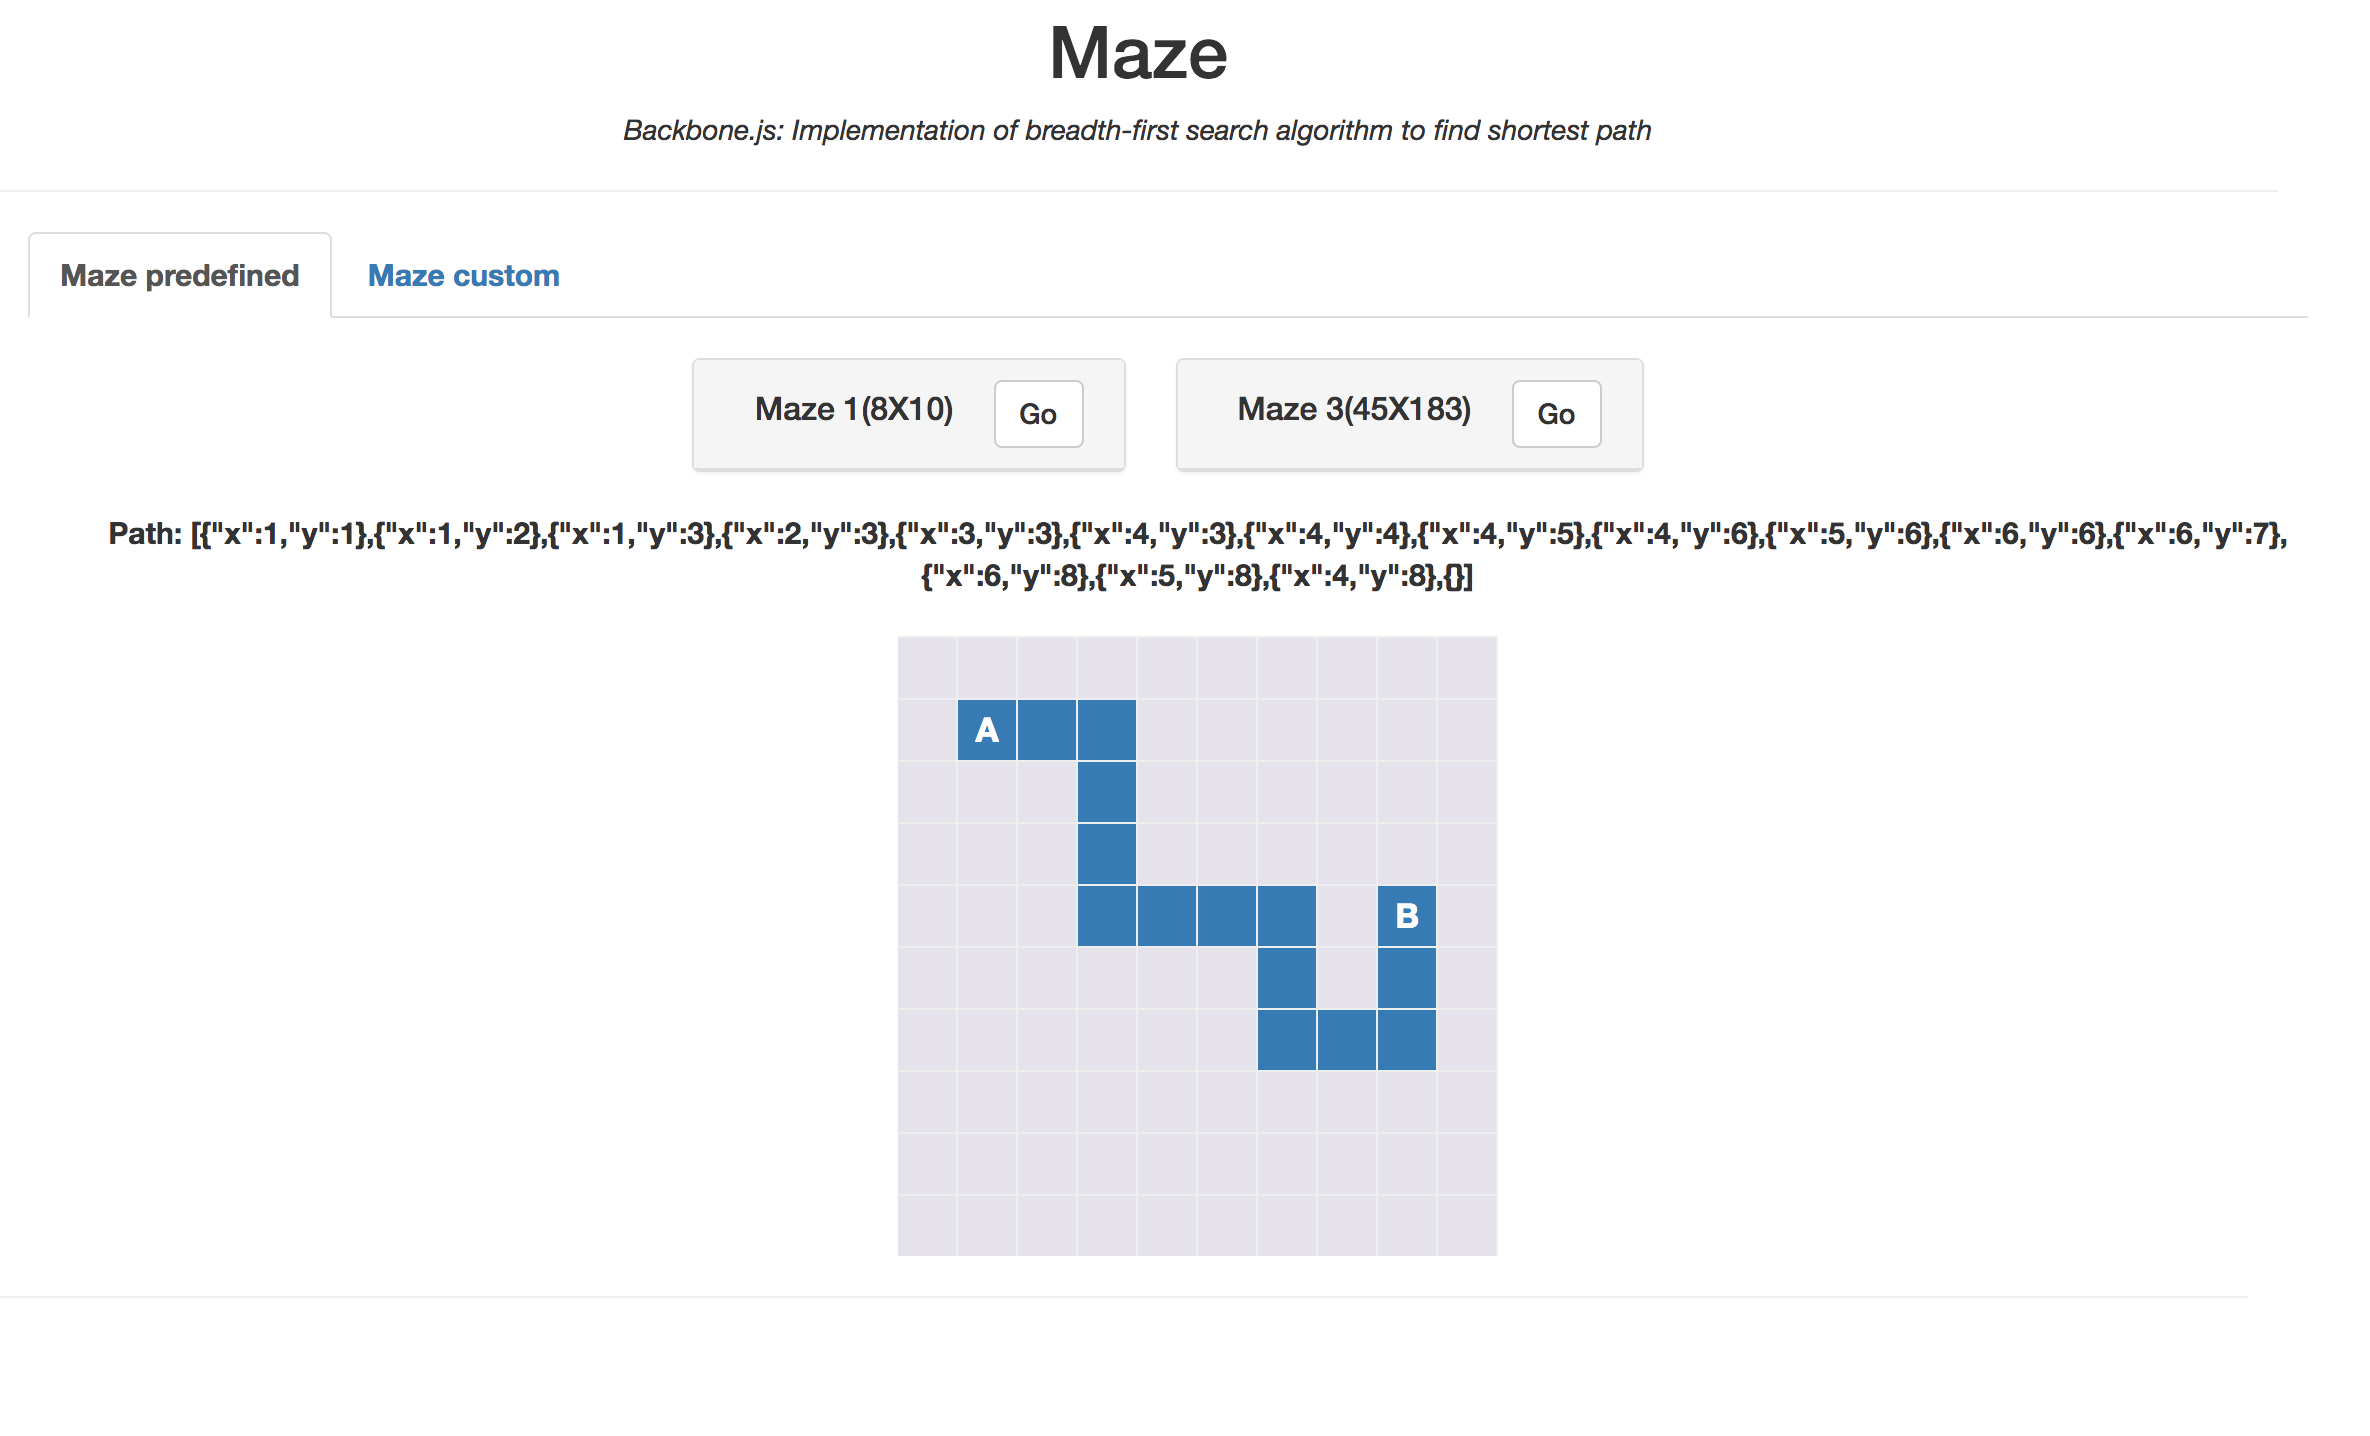 Maze
Backbone.js: Implementation of breadth-first search algorithm to find shortest path
Maze predefined
Maze custom
Maze 1(8X10)
Go
Maze 3(45X183)
Go
Path: [{"x":1,"y":1},{"x":1,"y":2},{"x":1,"y":3},{"x":2,"y":3},{"x":3,"y":3},{"x":4,"y":3},{"x":4,"y":4},{"x":4,"y":5},{"x":4,"y":6},{"x":5,"y":6},{"x":6,"y":6},{"x":6,"y":7},
{"x":6,"y":8},{"x":5,"y":8},{"x":4,"y":8},{}]
A
B